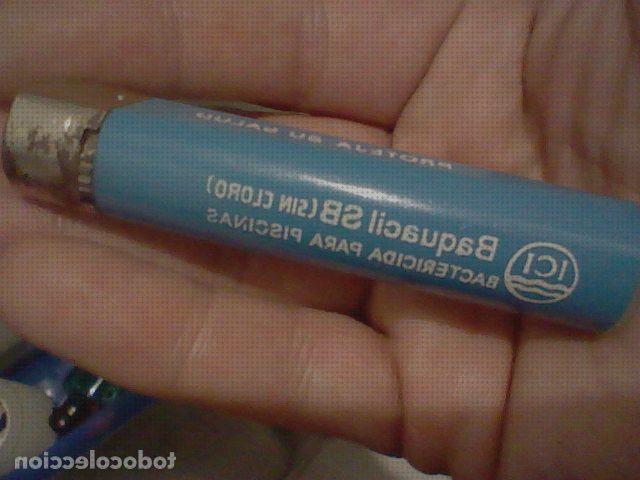 PROTEJA SU SALUD
ICI
Baquacil SB (SIN CLORO)
BACTERICIDA PARA PISCINAS
todocoleccion